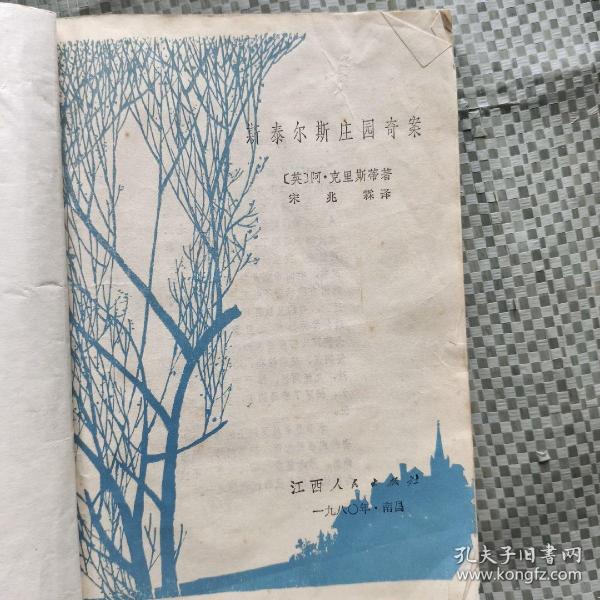 斯泰尔斯庄园奇案
〔英〕阿·克里斯蒂著
宋兆霖译
江西人民出版社
一九八〇年·南昌
孔夫子旧书网
www.kongfz.com